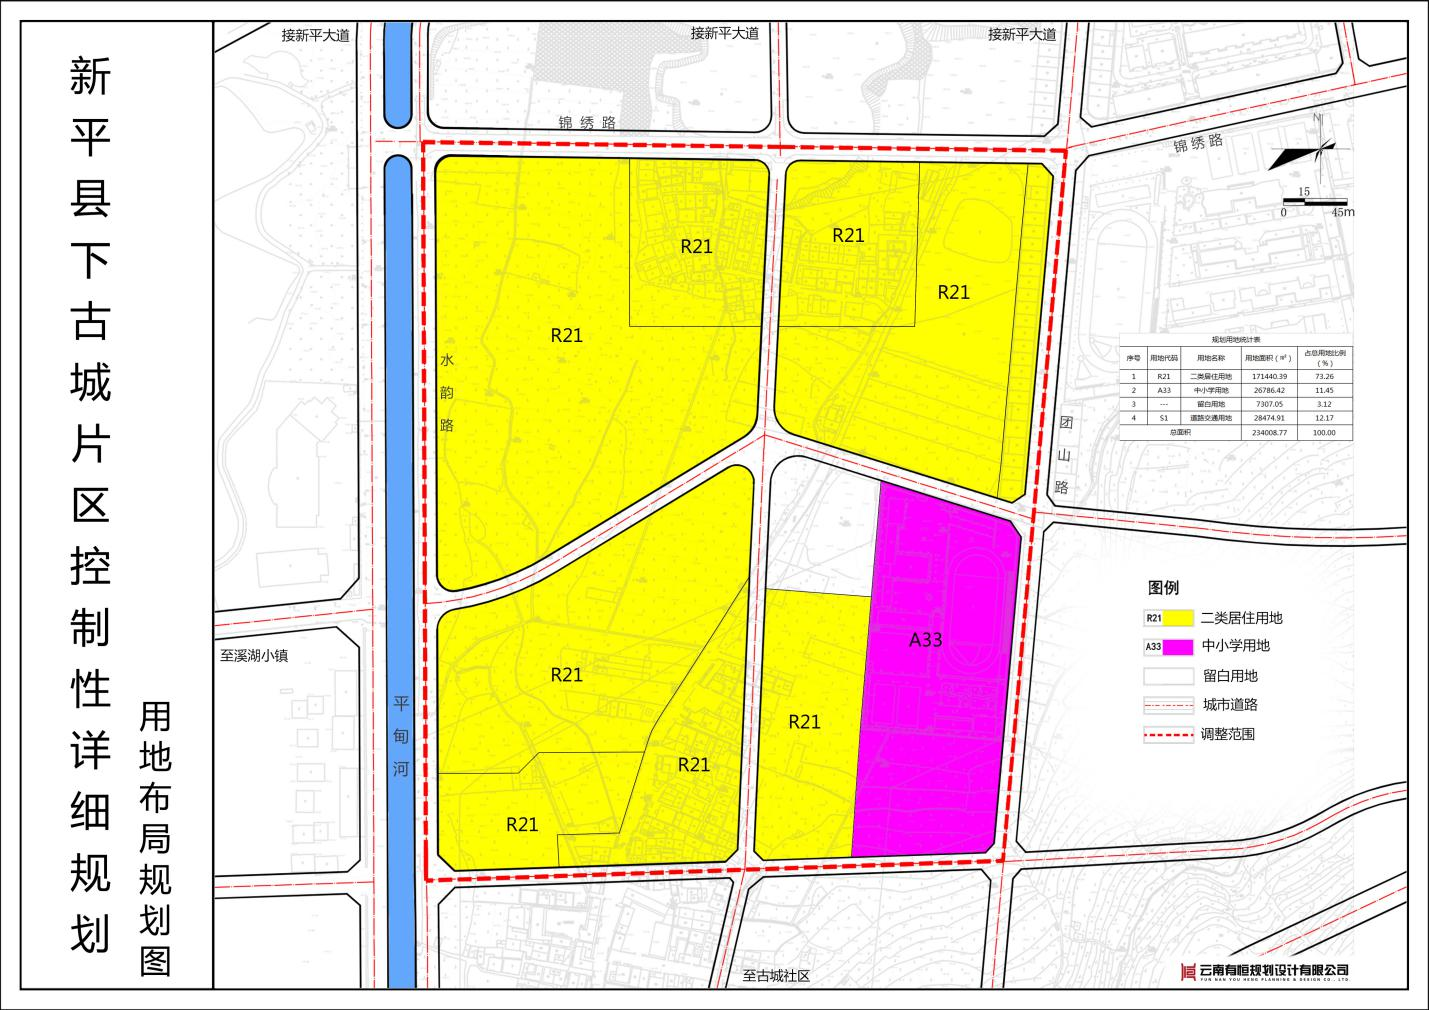 新平县下古城片区控制性详细规划
用地布局规划图
接新平大道
接新平大道
接新平大道
锦绣路
锦绣路
N
15
0 45m
R21
R21
R21
R21
水韵路
团山路
规划用地统计表
序号 用地代码 用地名称 用地面积（㎡） 占总用地比例（%）
1 R21 二类居住用地 171440.39 73.26
2 A33 中小学用地 26786.42 11.45
3 --- 留白用地 7307.05 3.12
4 S1 道路交通用地 28474.91 12.17
总面积 234008.77 100.00
图例
R21 二类居住用地
A33 中小学用地
留白用地
城市道路
调整范围
至溪湖小镇
平甸河
A33
R21
R21
R21
R21
至古城社区
云南有恒规划设计有限公司
YUN NAN YOU HENG PLANNING & DESIGN CO., LTD.